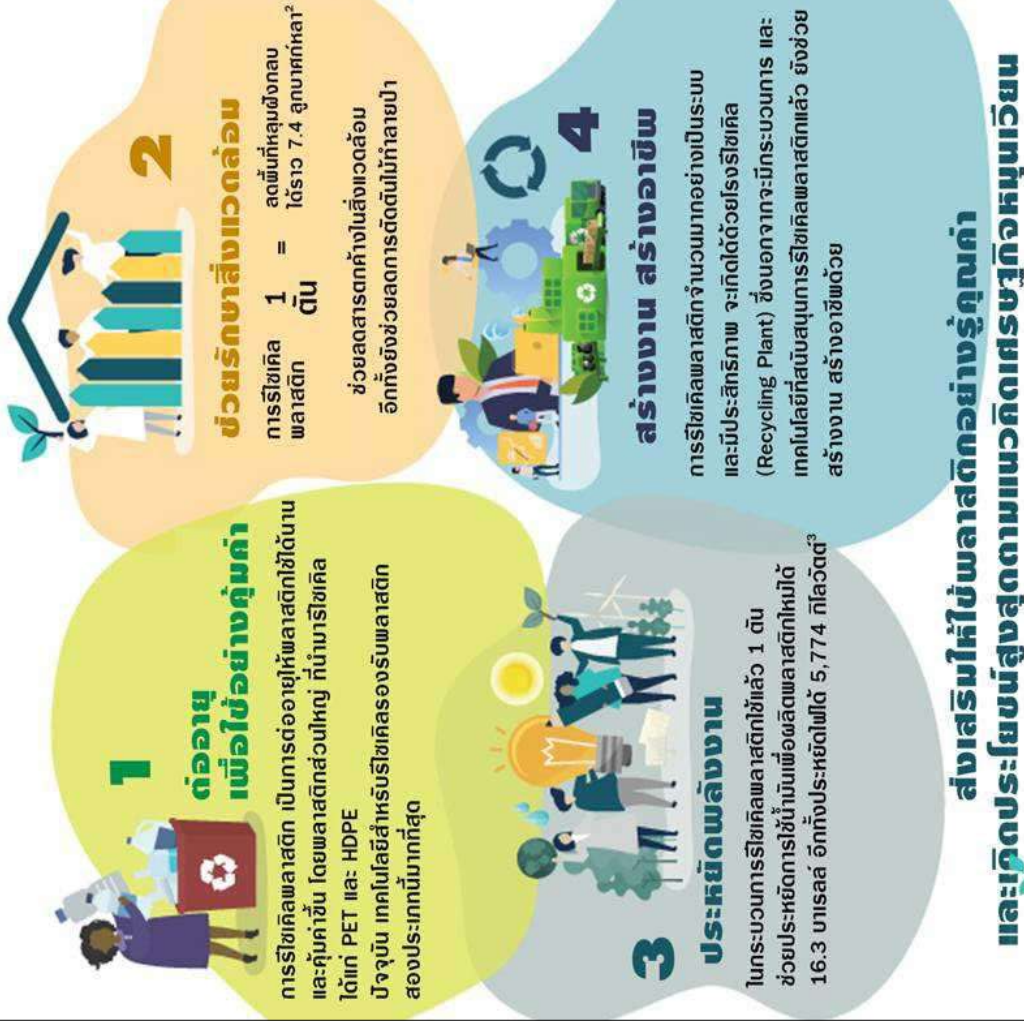 1
ต่ออายุ
เพื่อใช้อย่างคุ้มค่า
การรีไซเคิลพลาสติก เป็นการต่ออายุให้พลาสติกใช้ได้นาน
และคุ้มค่าขึ้น โดยพลาสติกส่วนใหญ่ ที่นำมารีไซเคิล
ได้แก่ PET และ HDPE
ปัจจุบัน เทคโนโลยีสำหรับรีไซเคิลรองรับพลาสติก
สองประเภทนี้มากที่สุด
2
ช่วยรักษาสิ่งแวดล้อม
การรีไซเคิล
พลาสติก
1
ตัน
=
ลดพื้นที่หลุมฝังกลบ
ได้ราว 7.4 ลูกบาศก์หลา²
ช่วยลดสารตกค้างในสิ่งแวดล้อม
อีกทั้งยังช่วยลดการตัดต้นไม้ทำลายป่า
3
ประหยัดพลังงาน
ในกระบวนการรีไซเคิลพลาสติกใช้แล้ว 1 ตัน
ช่วยประหยัดการใช้น้ำมันเพื่อผลิตพลาสติกใหม่ได้
16.3 บาเรลล์ อีกทั้งประหยัดไฟได้ 5,774 กิโลวัตต์³
4
สร้างงาน สร้างอาชีพ
การรีไซเคิลพลาสติกจำนวนมากอย่างเป็นระบบ
และมีประสิทธิภาพ จะเกิดได้ด้วยโรงรีไซเคิล
(Recycling Plant) ซึ่งนอกจากจะมีกระบวนการ และ
เทคโนโลยีที่สนับสนุนการรีไซเคิลพลาสติกแล้ว ยังช่วย
สร้างงาน สร้างอาชีพด้วย
ส่งเสริมให้ใช้พลาสติกอย่างรู้คุณค่า
และเกิดประโยชน์สูงสุดตามแนวคิดเศรษฐกิจหมุนเวียน